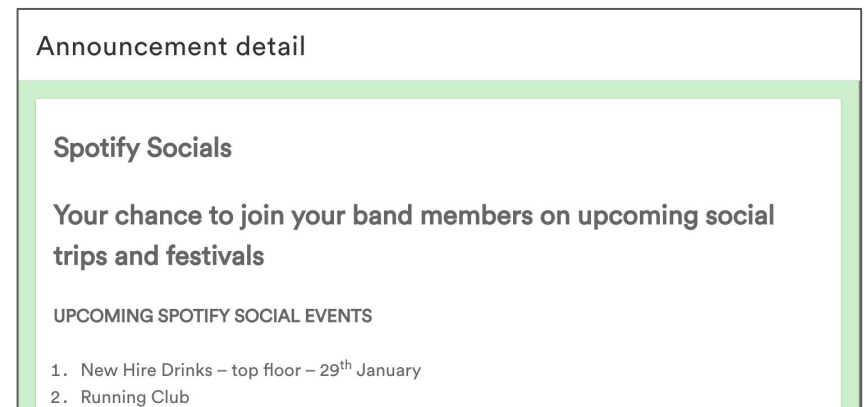 Announcement detail
Spotify Socials
Your chance to join your band members on upcoming social
trips and festivals
UPCOMING SPOTIFY SOCIAL EVENTS
1. New Hire Drinks – top floor – 29th January
2. Running Club